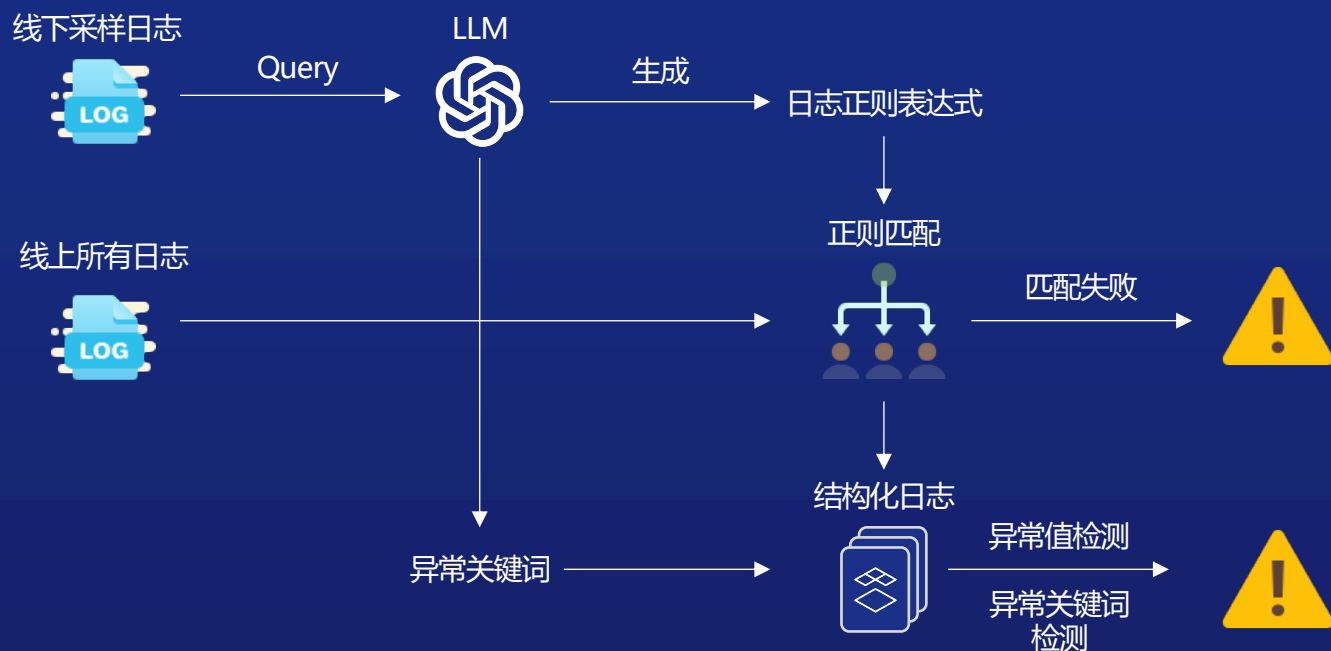 线下采样日志
LOG
Query
LLM
生成
日志正则表达式
线上所有日志
LOG
正则匹配
匹配失败
异常关键词
结构化日志
异常值检测
异常关键词
检测